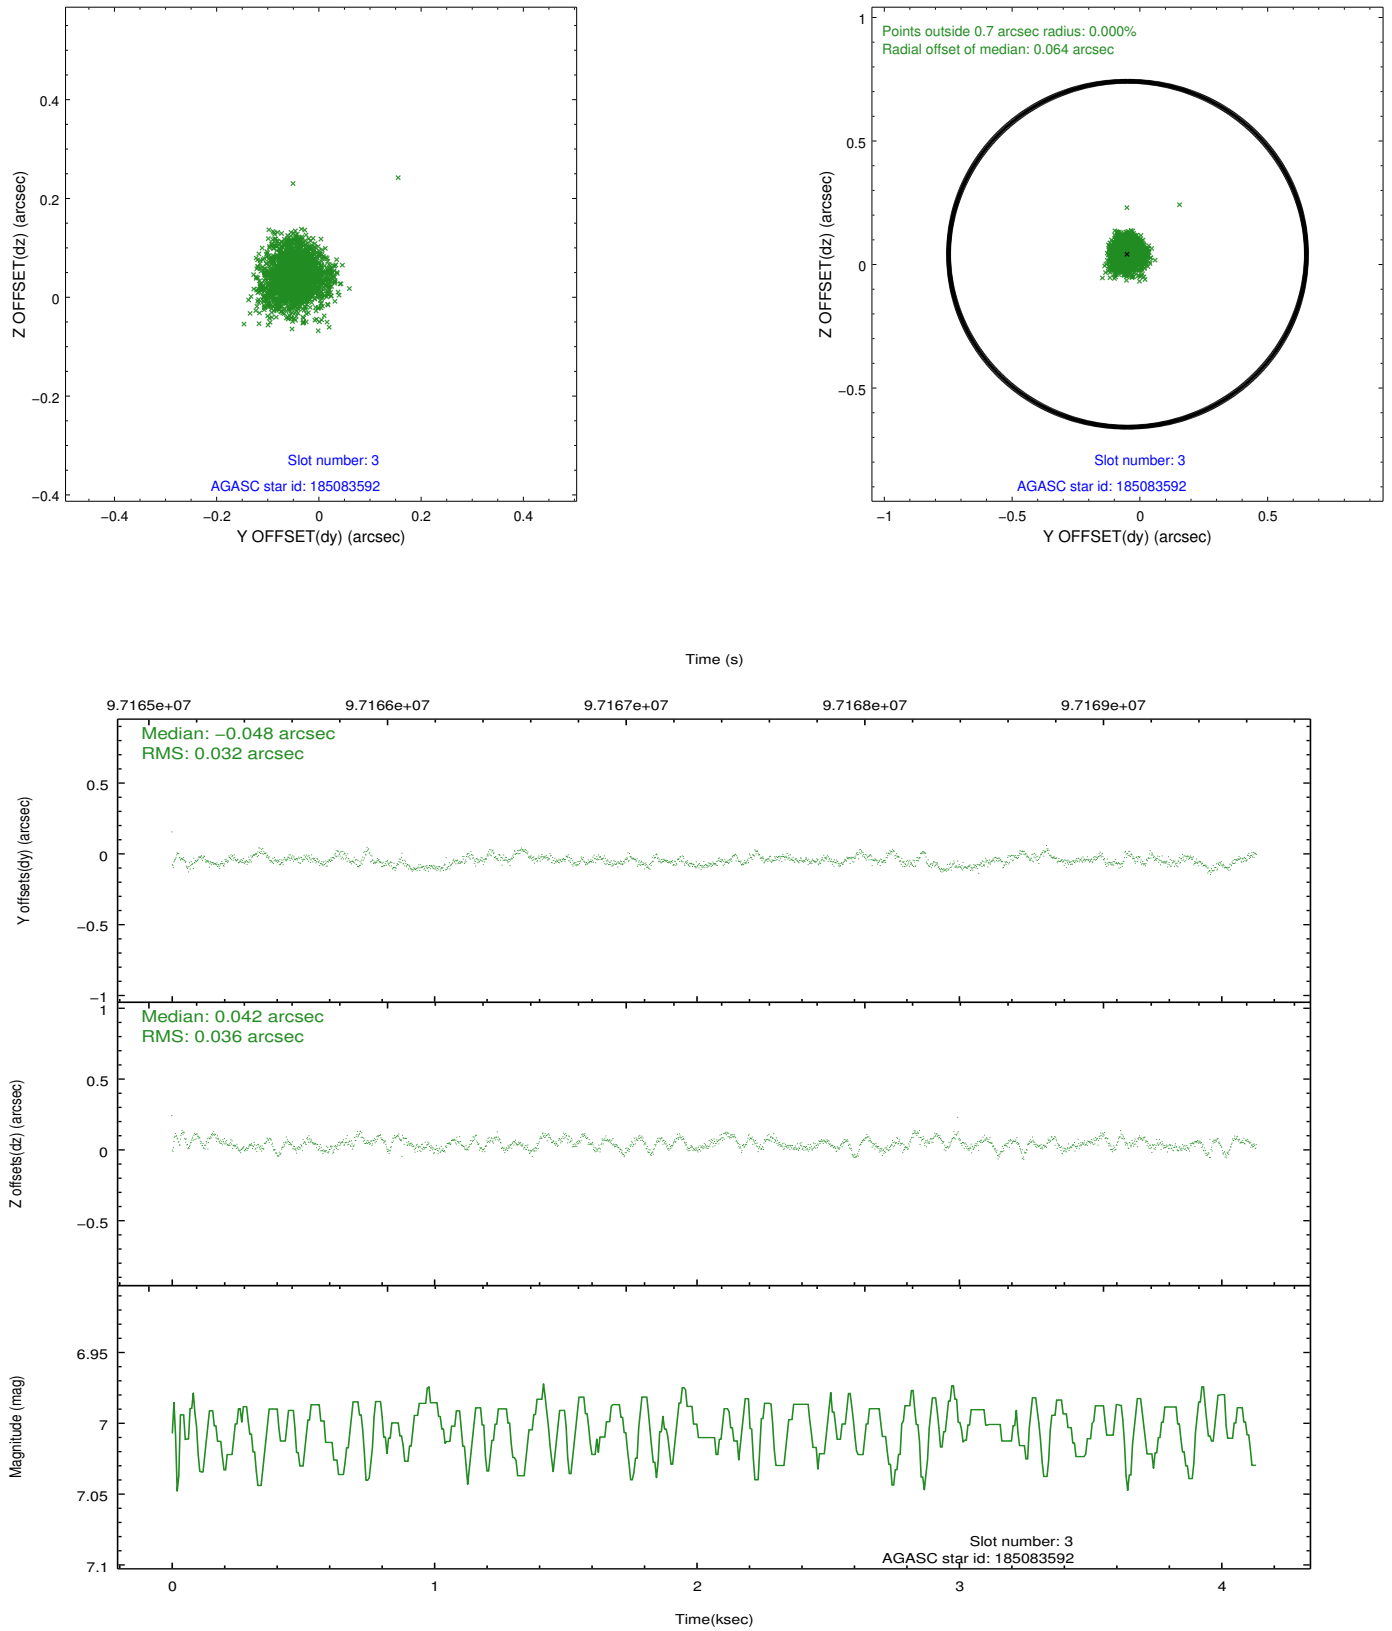 0.4
0.2
0
−0.2
−0.4
Z OFFSET(dz) (arcsec)
Slot number: 3
AGASC star id: 185083592
−0.4 −0.2 0 0.2 0.4
Y OFFSET(dy) (arcsec)
Points outside 0.7 arcsec radius: 0.000%
Radial offset of median: 0.064 arcsec
1
0.5
0
−0.5
Z OFFSET(dz) (arcsec)
Slot number: 3
AGASC star id: 185083592
−1 −0.5 0 0.5
Y OFFSET(dy) (arcsec)
Time (s)
9.7165e+07 9.7166e+07 9.7167e+07 9.7168e+07 9.7169e+07
Median: −0.048 arcsec
RMS: 0.032 arcsec
0.5
0
−0.5
−1
Y offsets(dy) (arcsec)
Median: 0.042 arcsec
RMS: 0.036 arcsec
1
0.5
0
−0.5
Z offsets(dz) (arcsec)
6.95
7
7.05
7.1
Magnitude (mag)
Slot number: 3
AGASC star id: 185083592
0 1 2 3 4
Time(ksec)